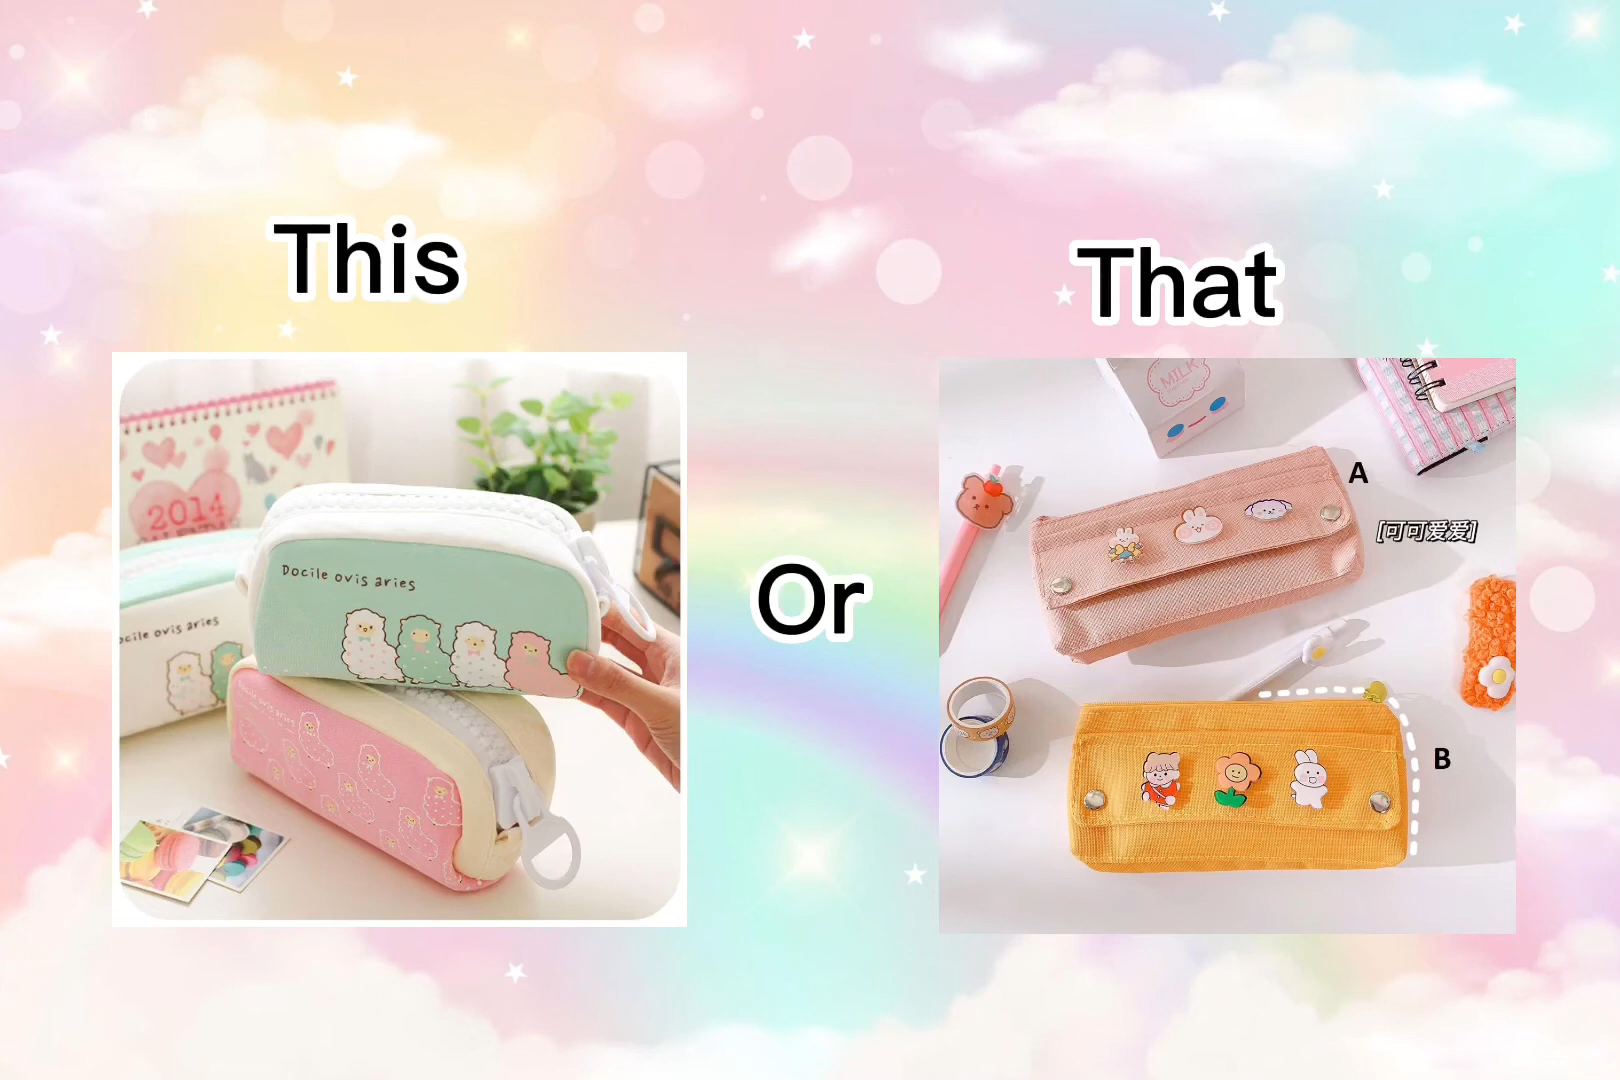 This
That
Or
2014
Docile ovis aries
ocile ovis aries
MILK
A
[可可爱爱]
B